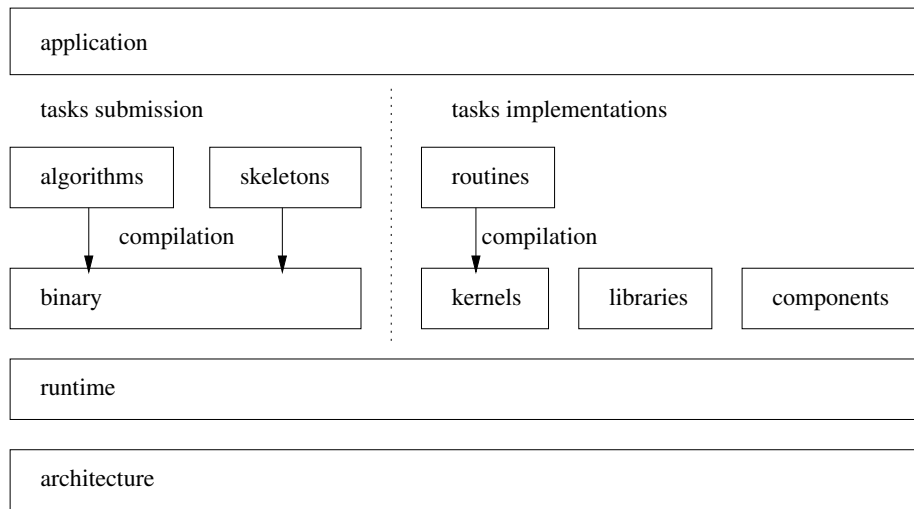 application
tasks submission
tasks implementations
algorithms
skeletons
routines
compilation
compilation
binary
kernels
libraries
components
runtime
architecture